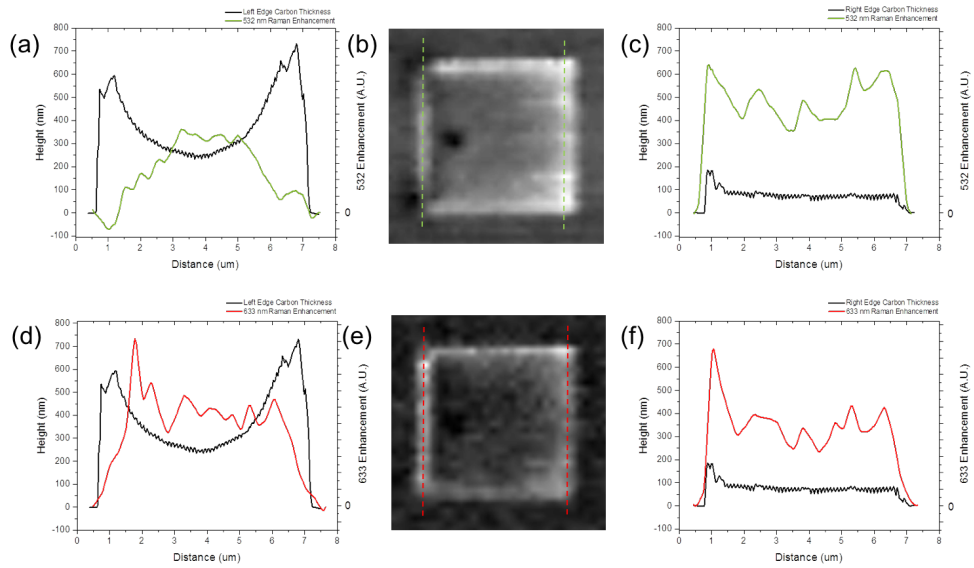 (a)
Left Edge Carbon Thickness
532 nm Raman Enhancement
800
700
600
500
400
300
200
100
0
-100
Height (nm)
0
532 Enhancement (A.U.)
0 1 2 3 4 5 6 7 8
Distance (um)
(b)
(c)
Right Edge Carbon Thickness
532 nm Raman Enhancement
800
700
600
500
400
300
200
100
0
-100
Height (nm)
0
532 Enhancement (A.U.)
0 1 2 3 4 5 6 7 8
Distance (um)
(d)
Left Edge Carbon Thickness
633 nm Raman Enhancement
800
700
600
500
400
300
200
100
0
-100
Height (nm)
0
633 Enhancement (A.U.)
0 1 2 3 4 5 6 7 8
Distance (um)
(e)
(f)
Right Edge Carbon Thickness
633 nm Raman Enhancement
800
700
600
500
400
300
200
100
0
-100
Height (nm)
0
633 Enhancement (A.U.)
0 1 2 3 4 5 6 7 8
Distance (um)